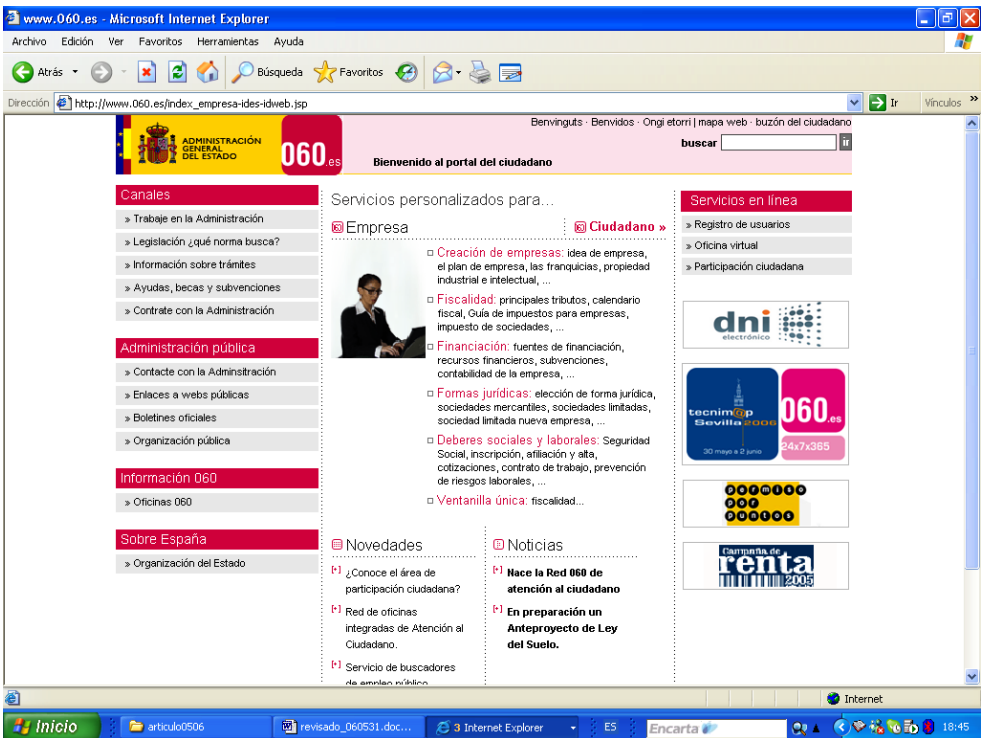 www.060.es - Microsoft Internet Explorer
Archivo Edición Ver Favoritos Herramientas Ayuda
Atrás Búsqueda Favoritos
Dirección http://www.060.es/index_empresa-ides-idweb.jsp Ir Vínculos »
Benvinguts · Benvidos · Ongi etorri | mapa web · buzón del ciudadano
ADMINISTRACIÓN
GENERAL
DEL ESTADO
060.es
buscar ir
Bienvenido al portal del ciudadano
Canales
» Trabaje en la Administración
» Legislación ¿qué norma busca?
» Información sobre trámites
» Ayudas, becas y subvenciones
» Contrate con la Administración
Administración pública
» Contacte con la Adminsitración
» Enlaces a webs públicas
» Boletines oficiales
» Organización pública
Información 060
» Oficinas 060
Sobre España
» Organización del Estado
Servicios personalizados para...
Empresa
Ciudadano »
Creación de empresas: idea de empresa,
el plan de empresa, las franquicias, propiedad
industrial e intelectual, ...
Fiscalidad: principales tributos, calendario
fiscal, Guía de impuestos para empresas,
impuesto de sociedades, ...
Financiación: fuentes de financiación,
recursos financieros, subvenciones,
contabilidad de la empresa, ...
Formas jurídicas: elección de forma jurídica,
sociedades mercantiles, sociedades limitadas,
sociedad limitada nueva empresa, ...
Deberes sociales y laborales: Seguridad
Social, inscripción, afiliación y alta,
cotizaciones, contrato de trabajo, prevención
de riesgos laborales, ...
Ventanilla única: fiscalidad...
Novedades
[+] ¿Conoce el área de
participación ciudadana?
[+] Red de oficinas
integradas de Atención al
Ciudadano.
[+] Servicio de buscadores
de empleo público
Noticias
[+] Nace la Red 060 de
atención al ciudadano
[+] En preparación un
Anteproyecto de Ley
del Suelo.
Servicios en línea
» Registro de usuarios
» Oficina virtual
» Participación ciudadana
dni
electrónico
tecnim@p
Sevilla 2006
30 mayo a 2 junio
060.es
24x7x365
permiso
por
puntos
Campaña de
renta
2005
Internet
Inicio articulo0506 revisado_060531.doc... 3 Internet Explorer ES Encarta 18:45